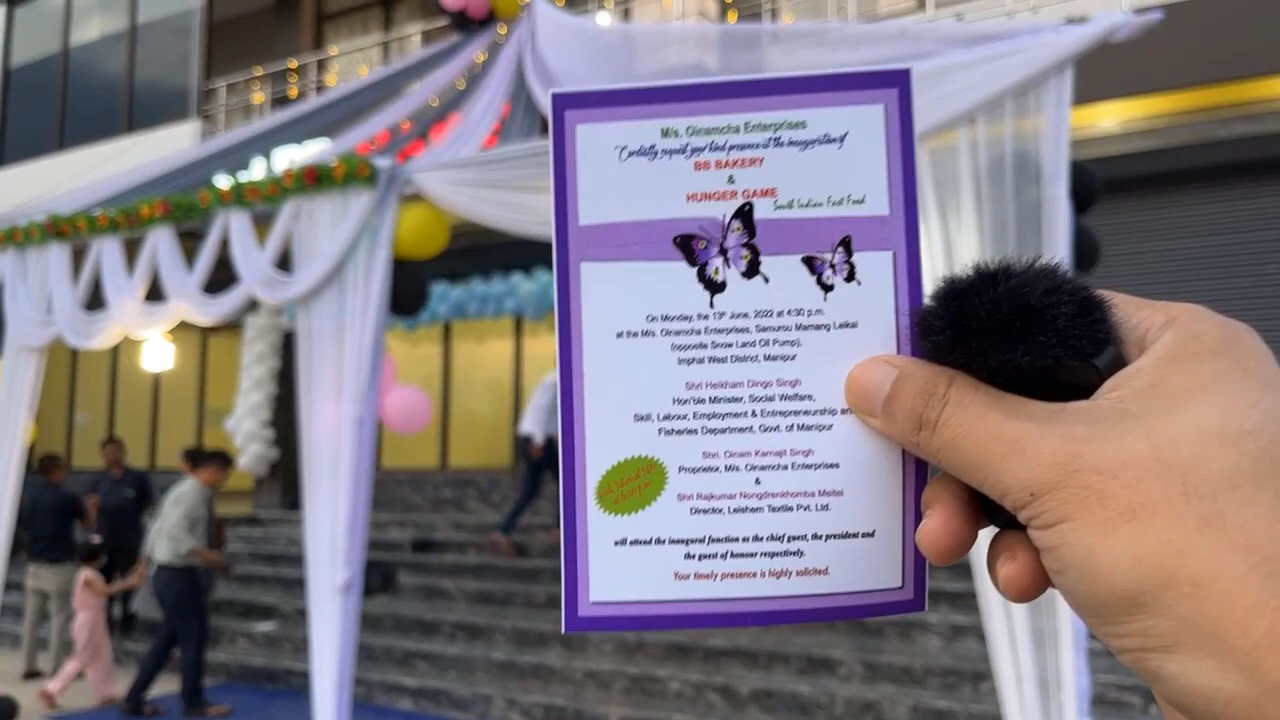 M/s. Oinamcha Enterprises
"Cordially request your kind presence at the inauguration of
BB BAKERY
&
HUNGER GAME
South Indian Fast Food
On Monday, the 13th June, 2022 at 4:30 p.m.
at the M/s. Oinamcha Enterprises, Samurou Mamang Leikai
(opposite Snow Land Oil Pump),
Imphal West District, Manipur
Shri Heikham Dingo Singh
Hon'ble Minister, Social Welfare,
Skill, Labour, Employment & Entrepreneurship an
Fisheries Department, Govt. of Manipur
Shri. Oinam Kamajit Singh
Proprietor, M/s. Oinamcha Enterprises
&
Shri Rajkumar Nongdrenkhomba Meitei
Director, Leishem Textile Pvt. Ltd.
will attend the inaugural function as the chief guest, the president and
the guest of honour respectively.
Your timely presence is highly solicited.